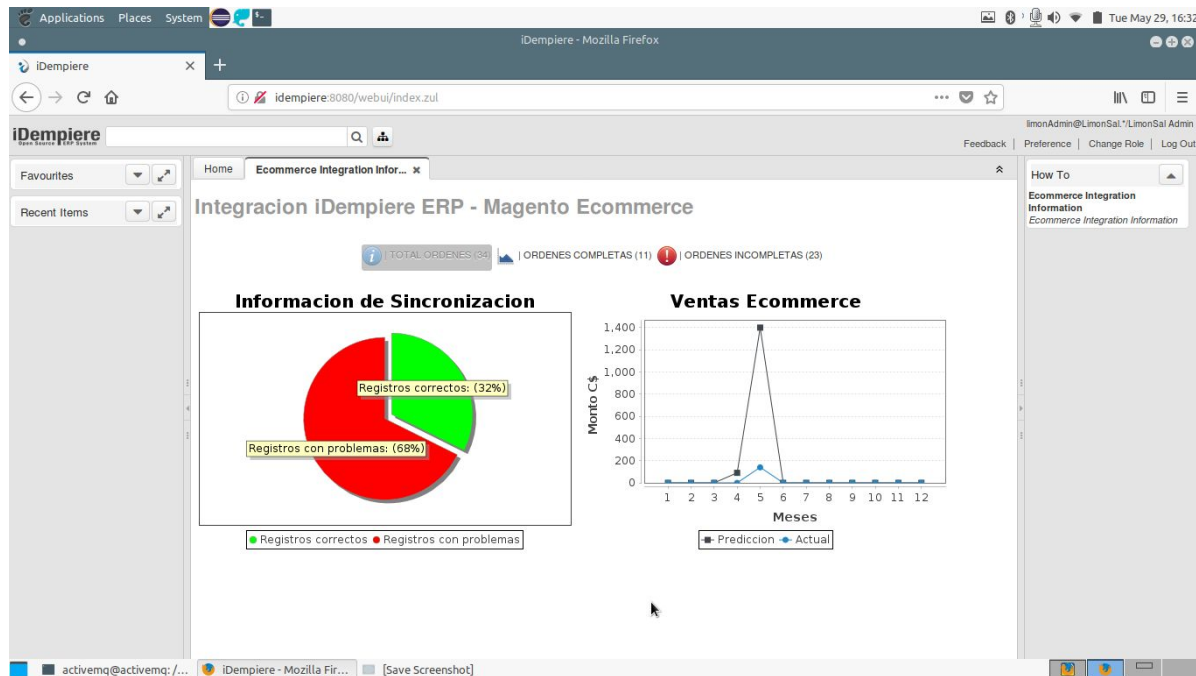 Applications Places System
Tue May 29, 16:32
iDempiere - Mozilla Firefox
iDempiere
idempiere:8080/webui/index.zul
iDempiere
Open Source ERP System
limonAdmin@LimonSal.*/LimonSal Admin
Feedback | Preference | Change Role | Log Out
Favourites
Recent Items
Home
Ecommerce Integration Infor...
How To
Ecommerce Integration
Information
Ecommerce Integration Information
Integracion iDempiere ERP - Magento Ecommerce
| TOTAL ORDENES (34
| ORDENES COMPLETAS (11)
| ORDENES INCOMPLETAS (23)
Informacion de Sincronizacion
Registros correctos: (32%)
Registros con problemas: (68%)
Registros correctos
Registros con problemas
Ventas Ecommerce
Monto C$
1,400
1,200
1,000
800
600
400
200
0
1 2 3 4 5 6 7 8 9 10 11 12
Meses
Prediccion
Actual
activemq@activemq: /...
iDempiere - Mozilla Fir...
[Save Screenshot]